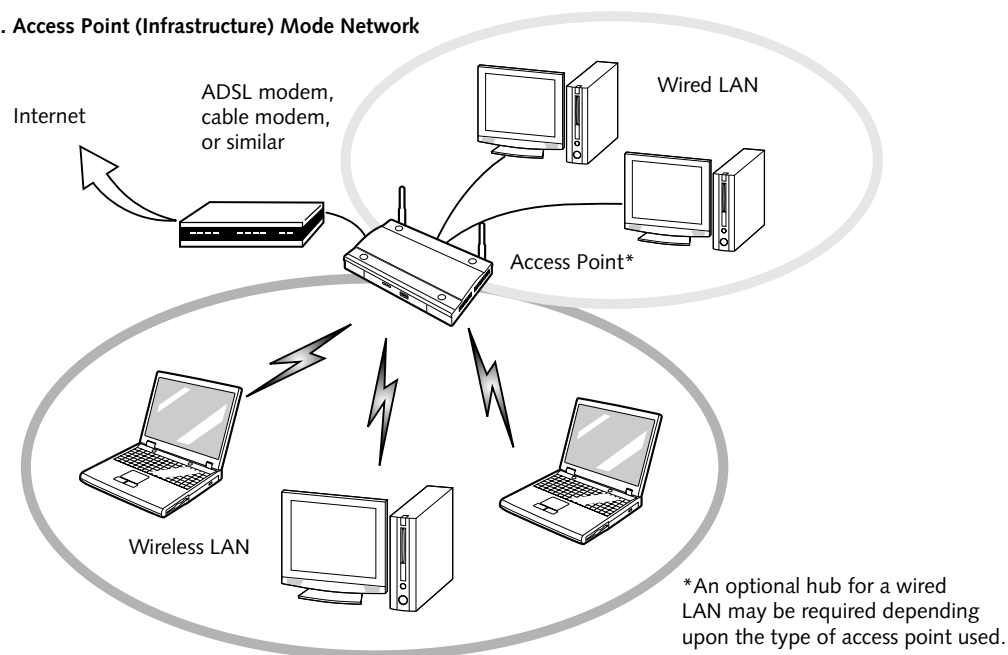 . Access Point (Infrastructure) Mode Network
Internet
ADSL modem,
cable modem,
or similar
Wired LAN
Access Point*
Wireless LAN
*An optional hub for a wired
LAN may be required depending
upon the type of access point used.